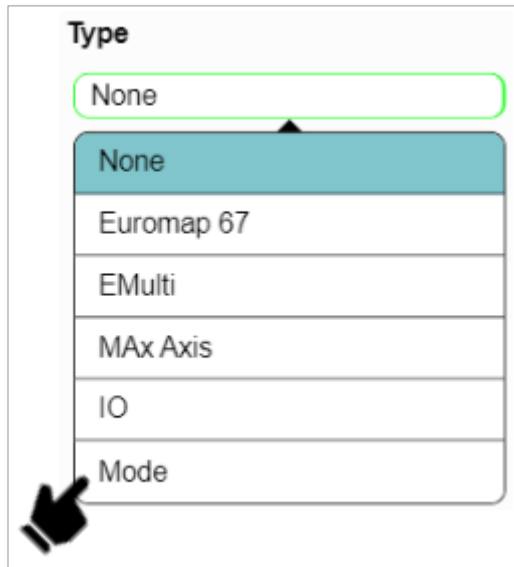 Type
None
None
Euromap 67
EMulti
MAx Axis
IO
Mode